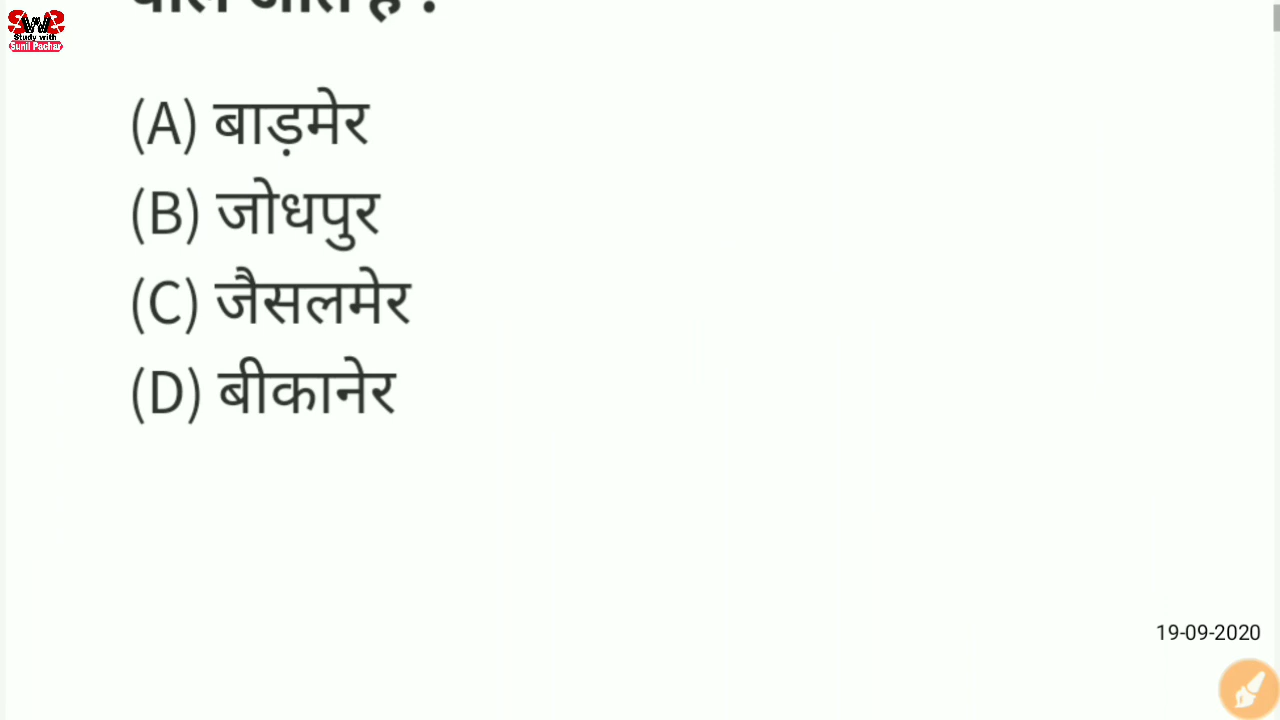 Study with
Sunil Pachar
(A) बाड़मेर
(B) जोधपुर
(C) जैसलमेर
(D) बीकानेर
19-09-2020